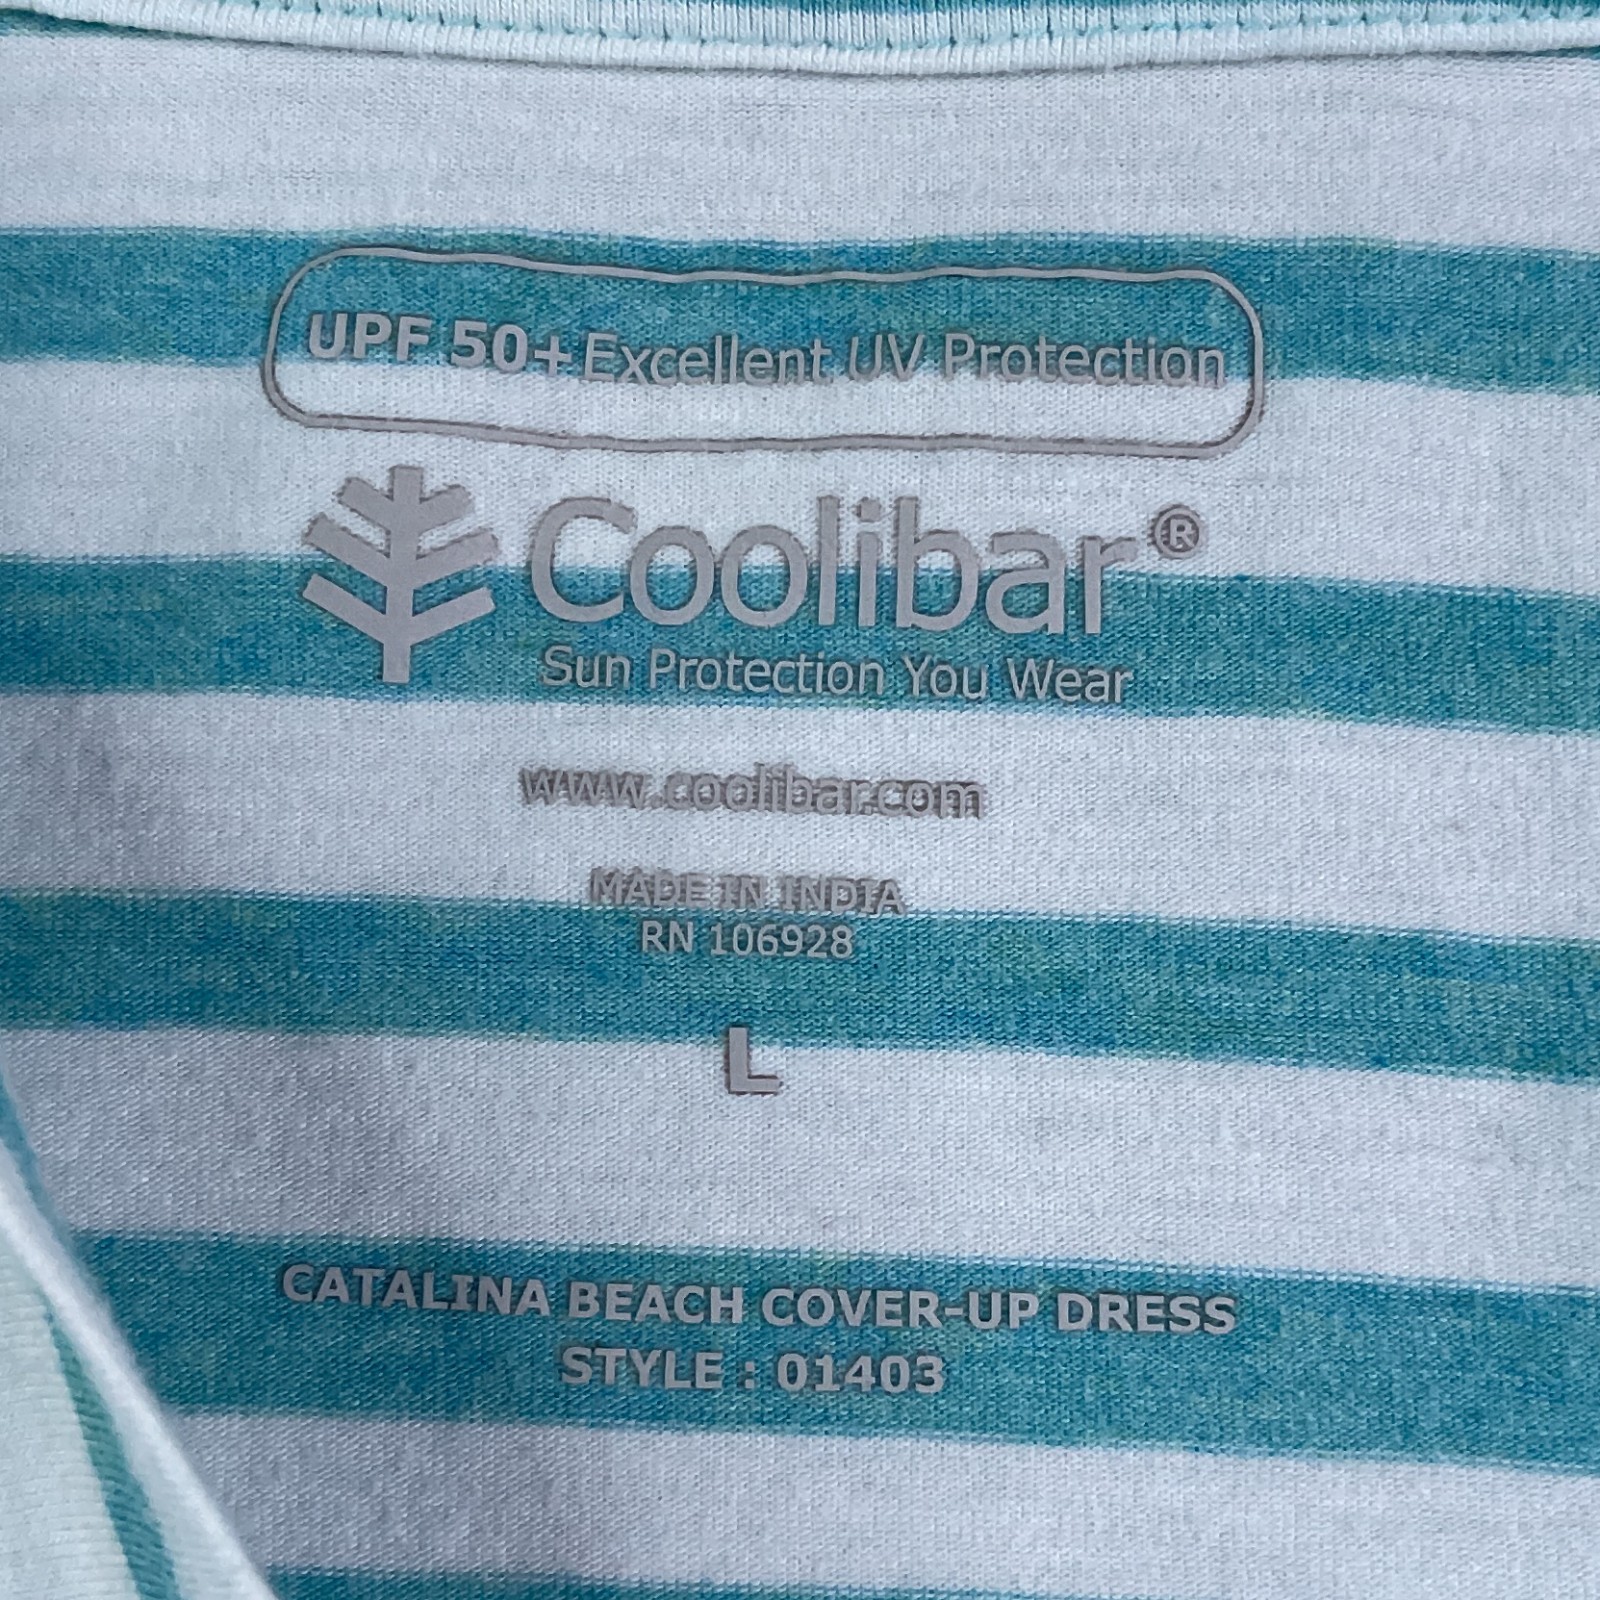 UPF 50+ Excellent UV Protection
Coolibar®
Sun Protection You Wear
www.coolibar.com
MADE IN INDIA
RN 106928
L
CATALINA BEACH COVER-UP DRESS
STYLE : 01403